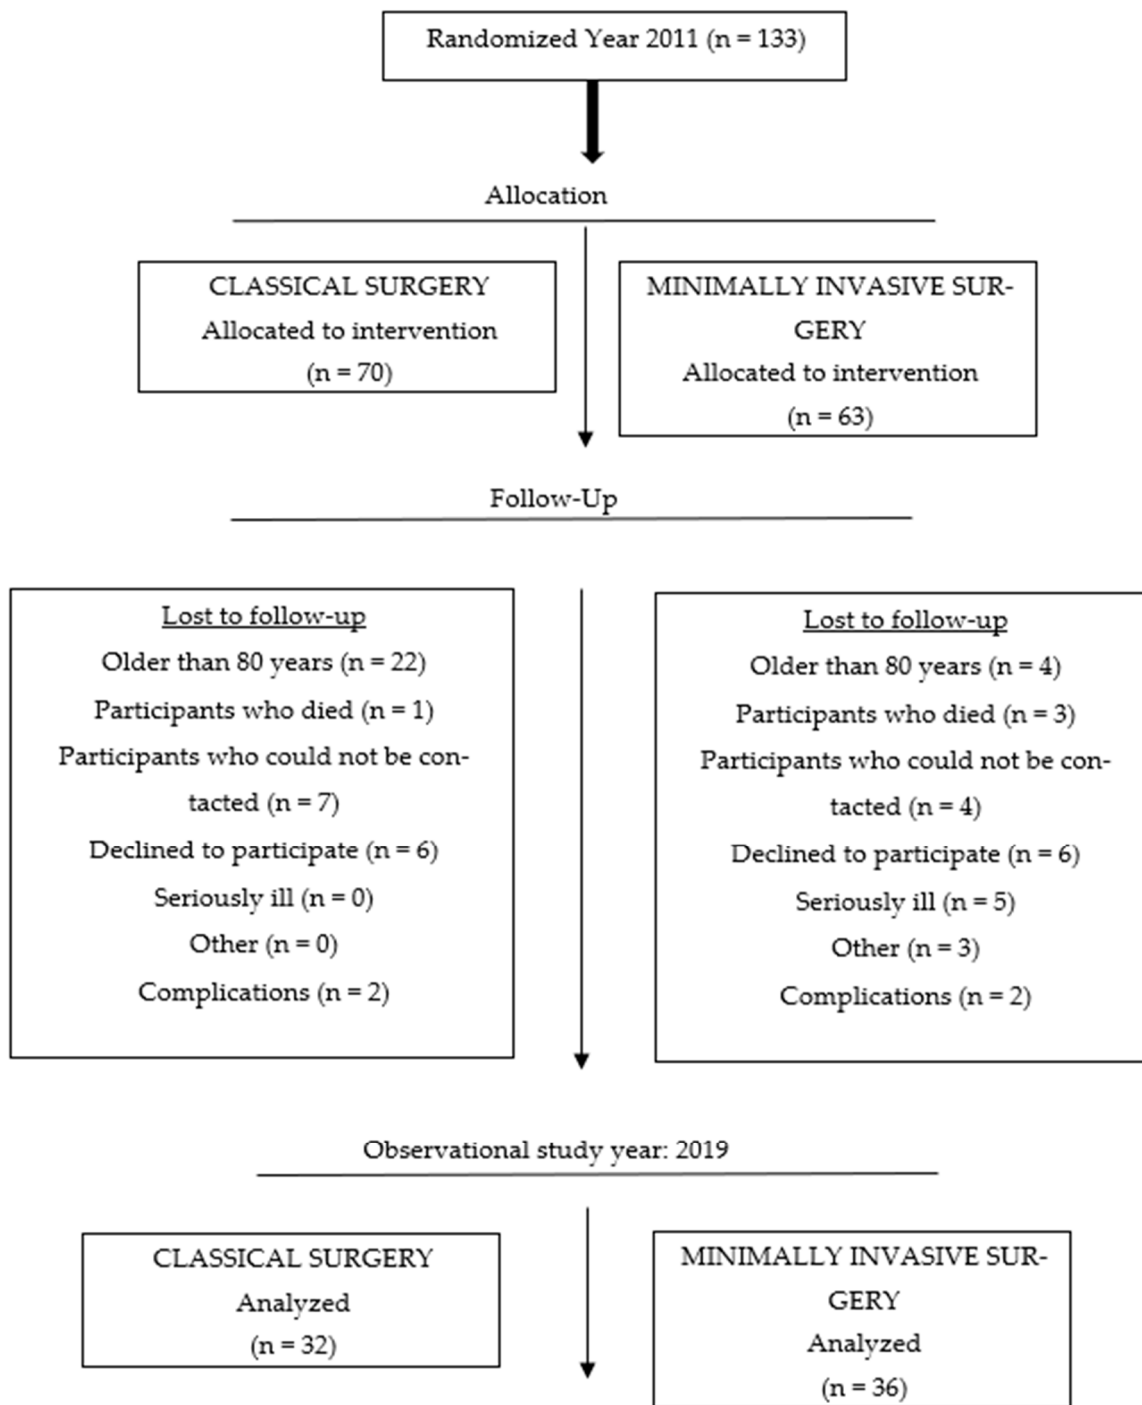 Randomized Year 2011 (n = 133)
Allocation
CLASSICAL SURGERY
Allocated to intervention
(n = 70)
MINIMALLY INVASIVE SUR-
GERY
Allocated to intervention
(n = 63)
Follow-Up
Lost to follow-up
Older than 80 years (n = 22)
Participants who died (n = 1)
Participants who could not be con-
tacted (n = 7)
Declined to participate (n = 6)
Seriously ill (n = 0)
Other (n = 0)
Complications (n = 2)
Lost to follow-up
Older than 80 years (n = 4)
Participants who died (n = 3)
Participants who could not be con-
tacted (n = 4)
Declined to participate (n = 6)
Seriously ill (n = 5)
Other (n = 3)
Complications (n = 2)
Observational study year: 2019
CLASSICAL SURGERY
Analyzed
(n = 32)
MINIMALLY INVASIVE SUR-
GERY
Analyzed
(n = 36)